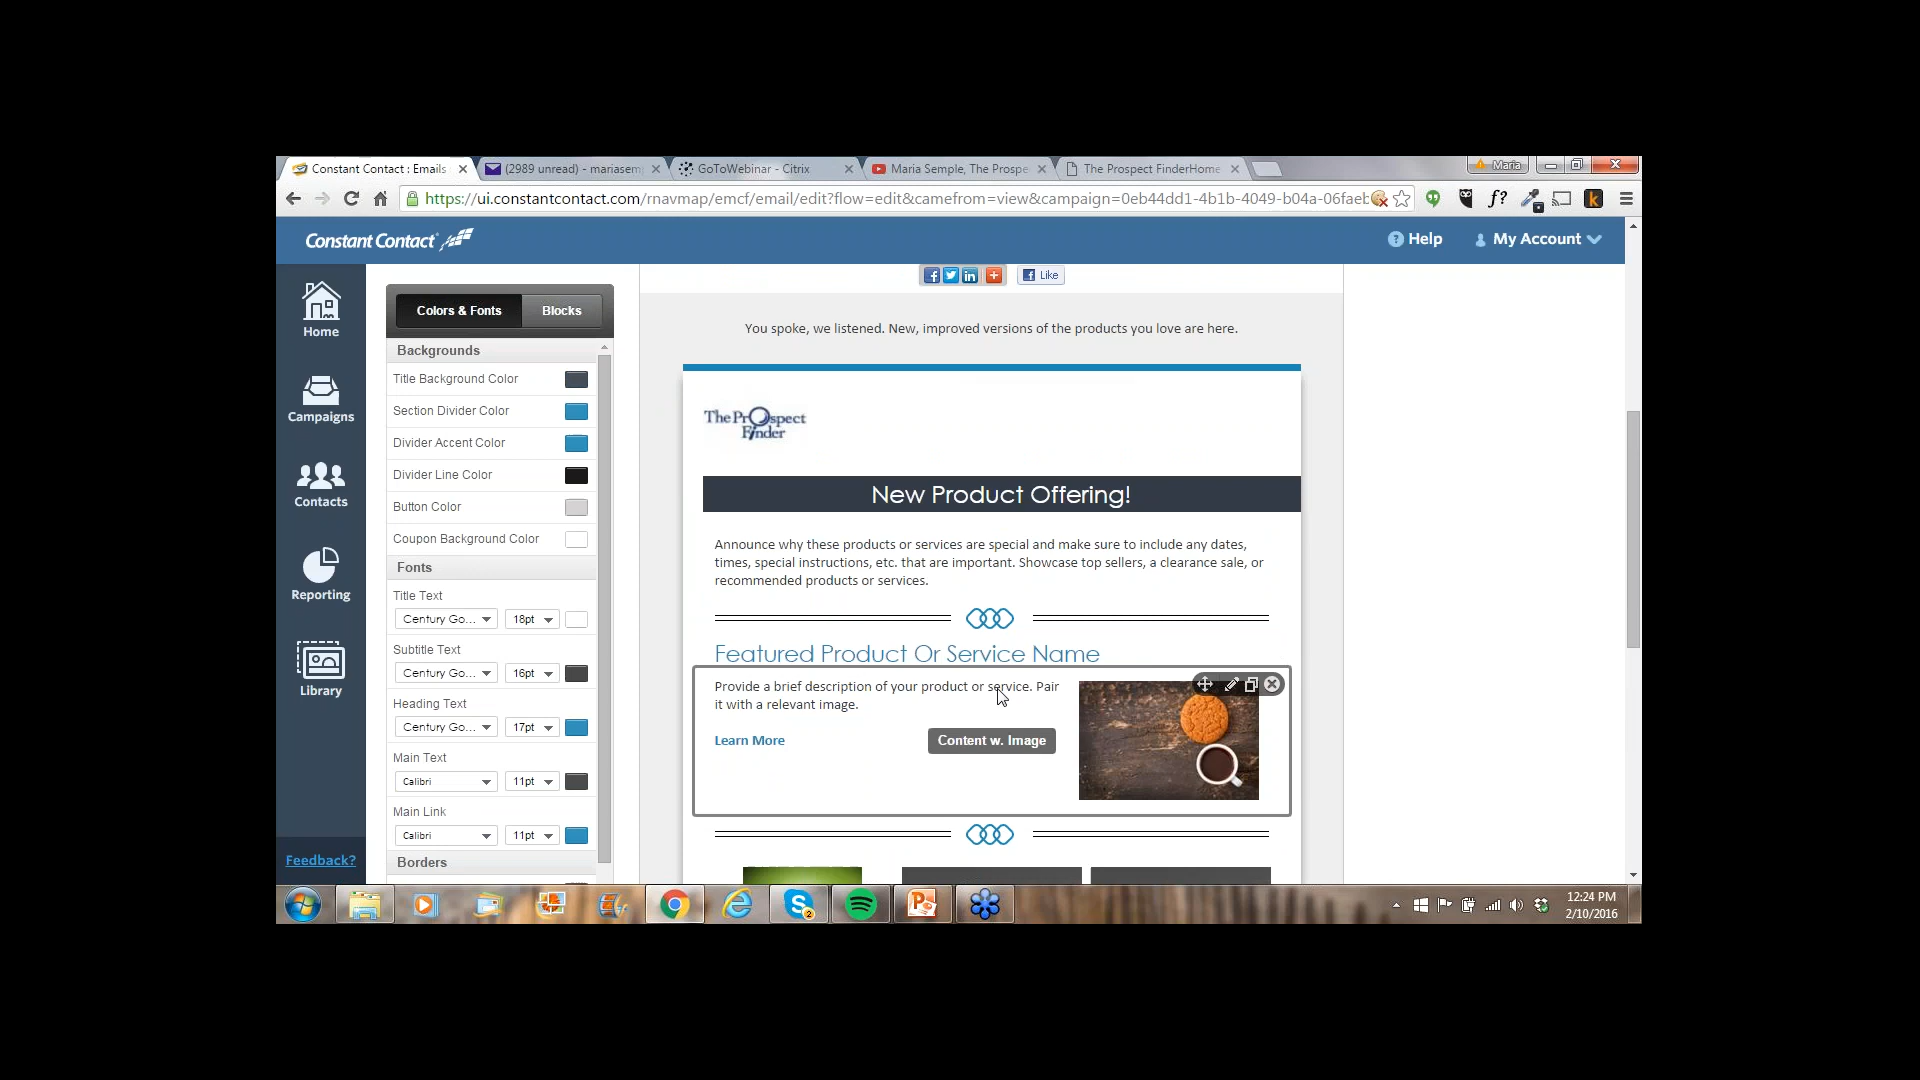 Constant Contact : Emails
(2989 unread) - mariasem
GoToWebinar - Citrix
Maria Semple, The Prospe
The Prospect FinderHome
Maria
https://ui.constantcontact.com/rnavmap/emcf/email/edit?flow=edit&camefrom=view&campaign=0eb44dd1-4b1b-4049-b04a-06faeb
f?
k
Constant Contact
Help
My Account
Home
Campaigns
Contacts
Reporting
Library
Feedback?
Colors & Fonts
Blocks
Backgrounds
Title Background Color
Section Divider Color
Divider Accent Color
Divider Line Color
Button Color
Coupon Background Color
Fonts
Title Text
Century Go...
18pt
Subtitle Text
Century Go...
16pt
Heading Text
Century Go...
17pt
Main Text
Calibri
11pt
Main Link
Calibri
11pt
Borders
Like
You spoke, we listened. New, improved versions of the products you love are here.
The Prospect
Finder
New Product Offering!
Announce why these products or services are special and make sure to include any dates,
times, special instructions, etc. that are important. Showcase top sellers, a clearance sale, or
recommended products or services.
Featured Product Or Service Name
Provide a brief description of your product or service. Pair
it with a relevant image.
Learn More
Content w. Image
2
12:24 PM
2/10/2016